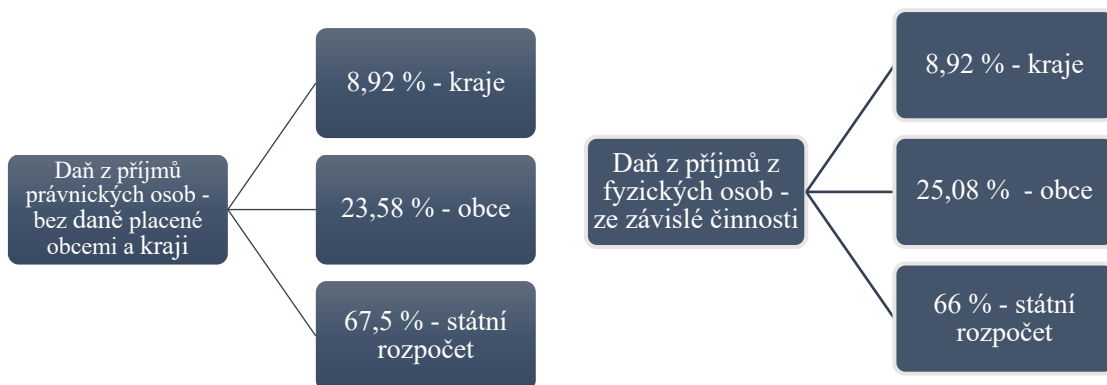 Daň z příjmů
právnických osob -
bez daně placené
obcemi a kraji
8,92 % - kraje
23,58 % - obce
67,5 % - státní
rozpočet
Daň z příjmů z
fyzických osob -
ze závislé činnosti
8,92 % - kraje
25,08 %  - obce
66 % - státní
rozpočet